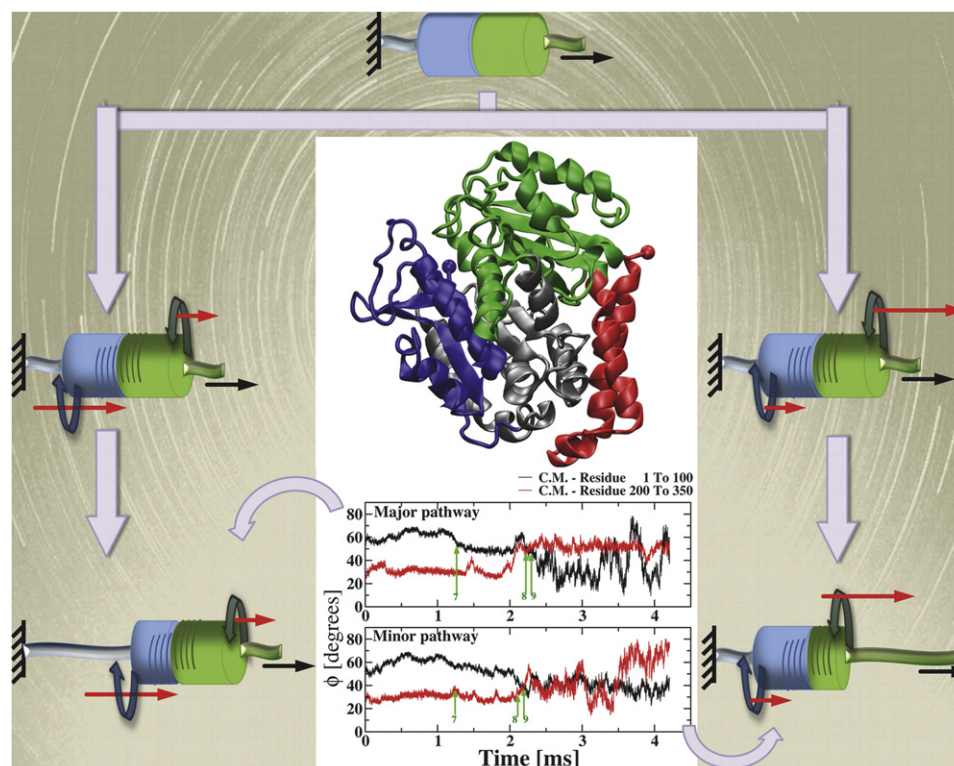 C.M. - Residue 1 To 100
C.M. - Residue 200 To 350
Major pathway
80
60
40
20
0
7
8
9
0 1 2 3 4
Minor pathway
80
60
40
20
0
7
8
9
0 1 2 3 4
ϕ [degrees]
Time [ms]